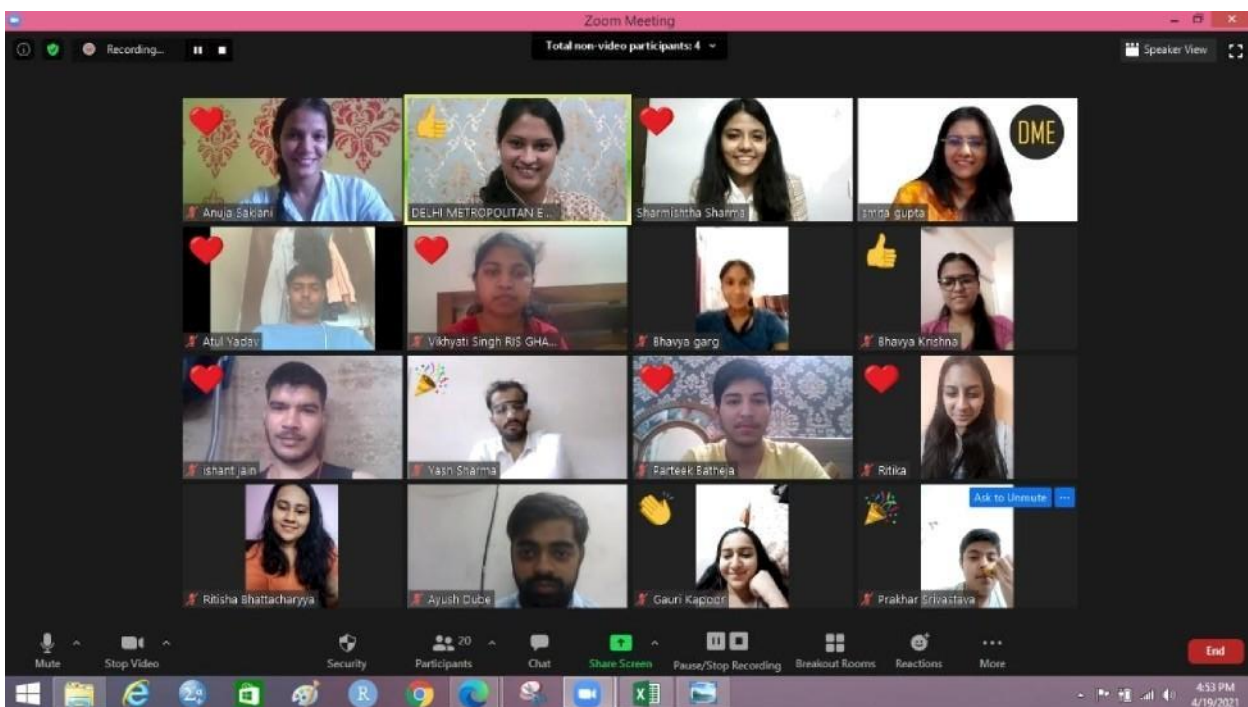 Zoom Meeting
Recording...
Total non-video participants: 4
Speaker View
Anuja Saklani
DELHI METROPOLITAN E...
Sharmishtha Sharma
DME
amna gupta
Atul Yadav
Vikhyati Singh RIS GHA...
Bhavya garg
Bhavya Krishna
ishant jain
Yash Sharma
Parteek Batheja
Ritika
Ask to Unmute
Ritisha Bhattacharyya
Ayush Dube
Gauri Kapoor
Prakhar Srivastava
Mute
Stop Video
Security
Participants
20
Chat
Share Screen
Pause/Stop Recording
Breakout Rooms
Reactions
More
End
R
4:53 PM
4/19/2021